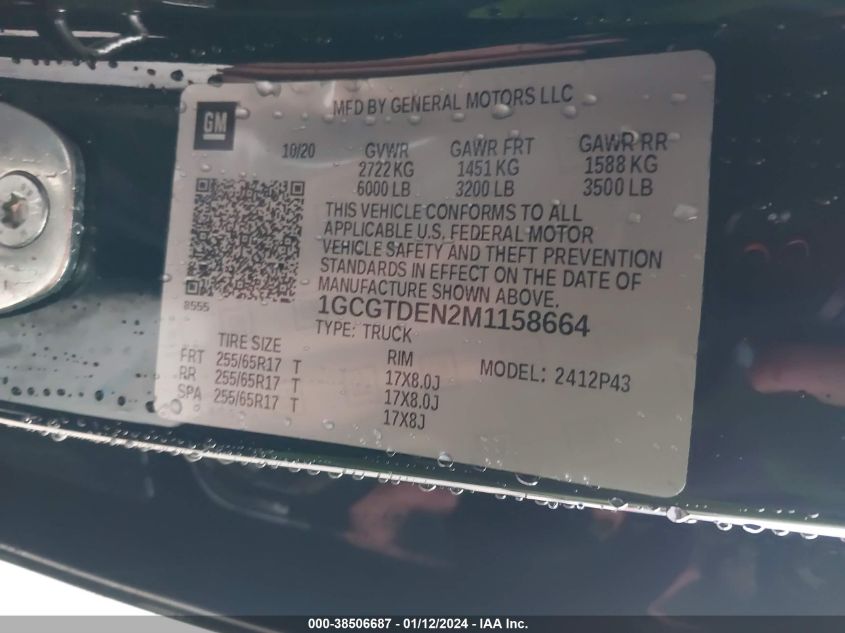 MFD BY GENERAL MOTORS LLC
GM
10/20 GVWR GAWR FRT GAWR RR
2722 KG 1451 KG 1588 KG
6000 LB 3200 LB 3500 LB
THIS VEHICLE CONFORMS TO ALL
APPLICABLE U.S. FEDERAL MOTOR
VEHICLE SAFETY AND THEFT PREVENTION
STANDARDS IN EFFECT ON THE DATE OF
MANUFACTURE SHOWN ABOVE.
8555
1GCGTDEN2M1158664
TYPE: TRUCK
TIRE SIZE RIM MODEL: 2412P43
FRT 255/65R17 T 17X8.0J
RR 255/65R17 T 17X8.0J
SPA 255/65R17 T 17X8J
000-38506687 - 01/12/2024 - IAA Inc.